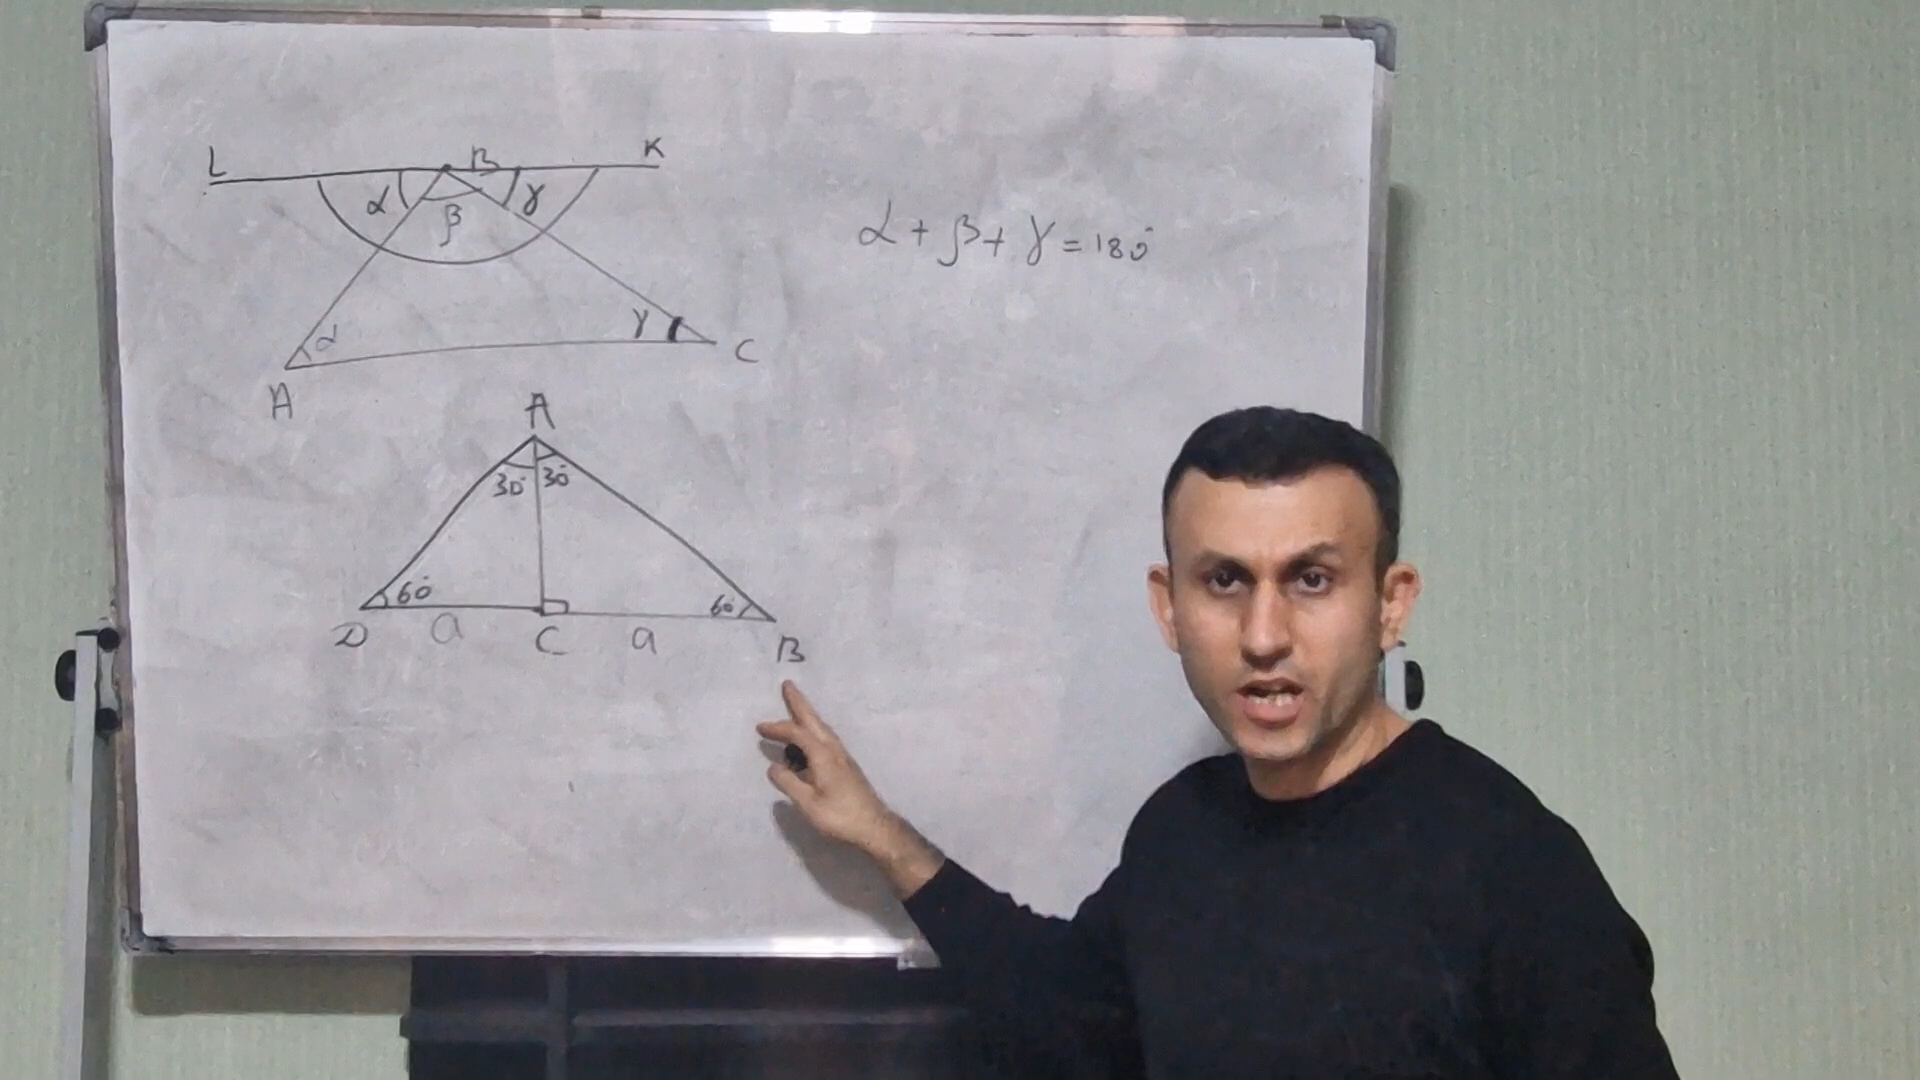 L B K
α β γ
α + β + γ = 180°
α γ
A C
A
30° 30°
60° 60°
D a C a B